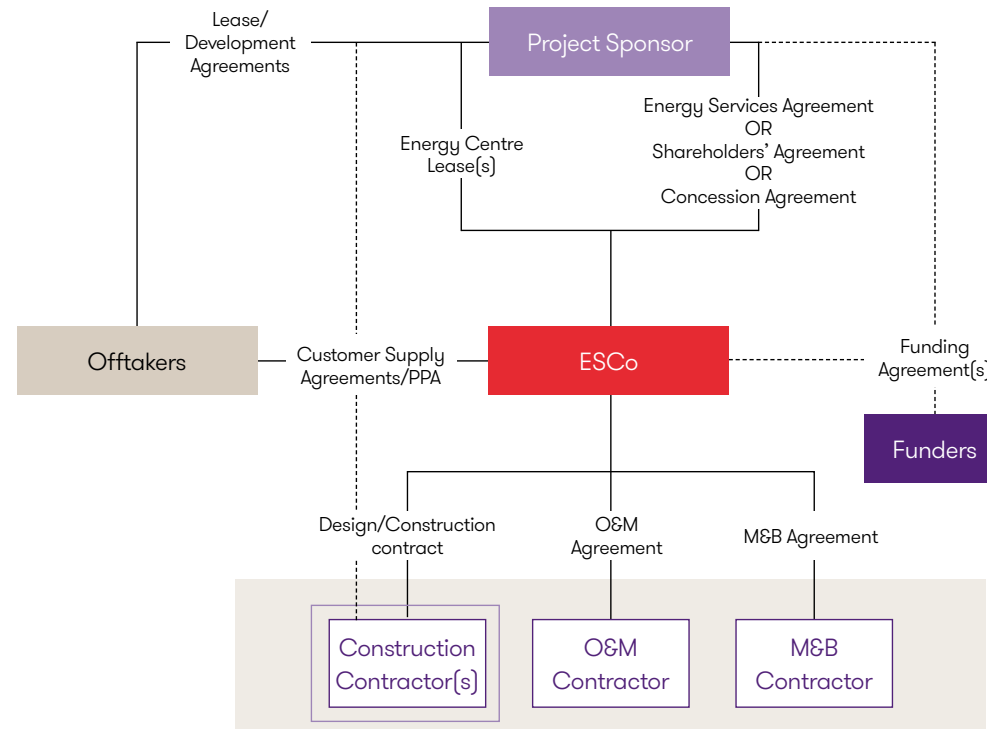 Lease/
Development
Agreements
Project Sponsor
Energy Services Agreement
OR
Shareholders’ Agreement
OR
Concession Agreement
Energy Centre
Lease(s)
Offtakers
Customer Supply
Agreements/PPA
ESCo
Funding
Agreement(s)
Funders
Design/Construction
contract
O&M
Agreement
M&B Agreement
Construction
Contractor(s)
O&M
Contractor
M&B
Contractor